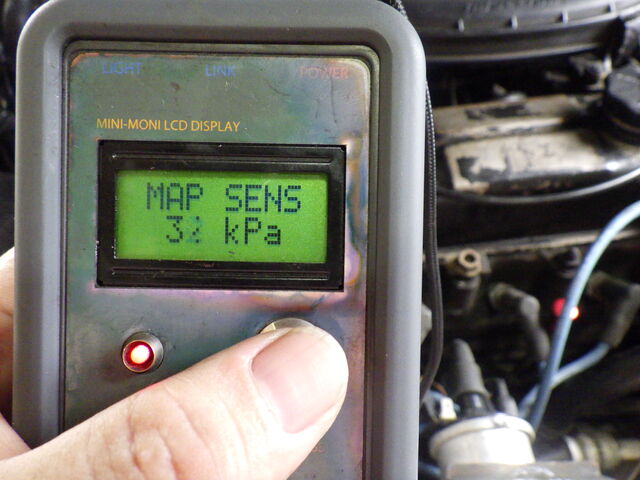 LIGHT LINK POWER
MINI-MONI LCD DISPLAY
MAP SENS
kPa